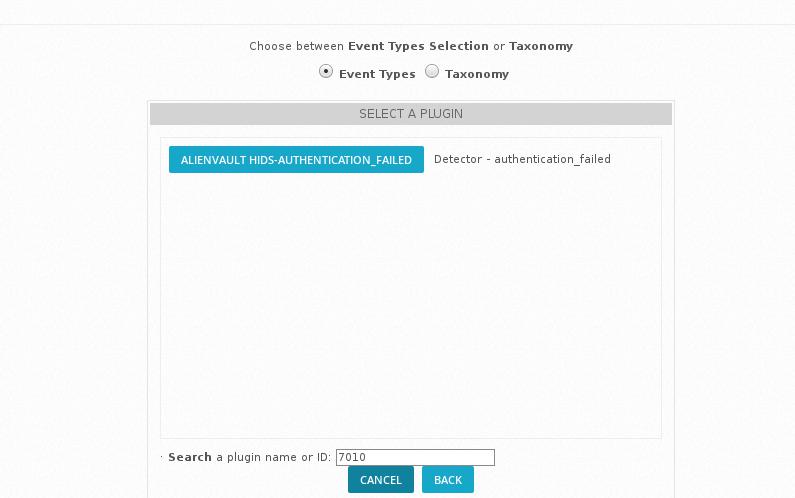 Choose between Event Types Selection or Taxonomy
Event Types Taxonomy
SELECT A PLUGIN
ALIENVAULT HIDS-AUTHENTICATION_FAILED Detector - authentication_failed
· Search a plugin name or ID: 7010
CANCEL BACK